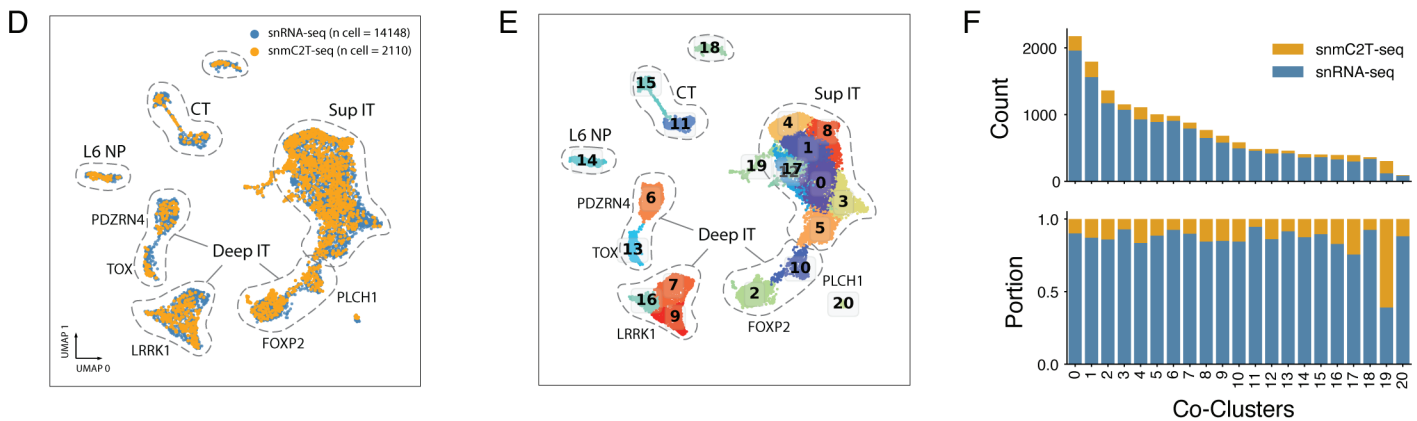 D
snRNA-seq (n cell = 14148)
snmC2T-seq (n cell = 2110)
CT
Sup IT
L6 NP
PDZRN4
TOX
Deep IT
PLCH1
LRRK1
FOXP2
UMAP 1
UMAP 0
E
18
15
CT
11
Sup IT
4
8
1
L6 NP
14
19
17
12
0
3
6
PDZRN4
5
13
TOX
Deep IT
10
7
PLCH1
2
16
20
9
LRRK1
FOXP2
F
snmC2T-seq
snRNA-seq
Count
2000
1000
0
Portion
1.0
0.5
0.0
0 1 2 3 4 5 6 7 8 9 10 11 12 13 14 15 16 17 18 19 20
Co-Clusters